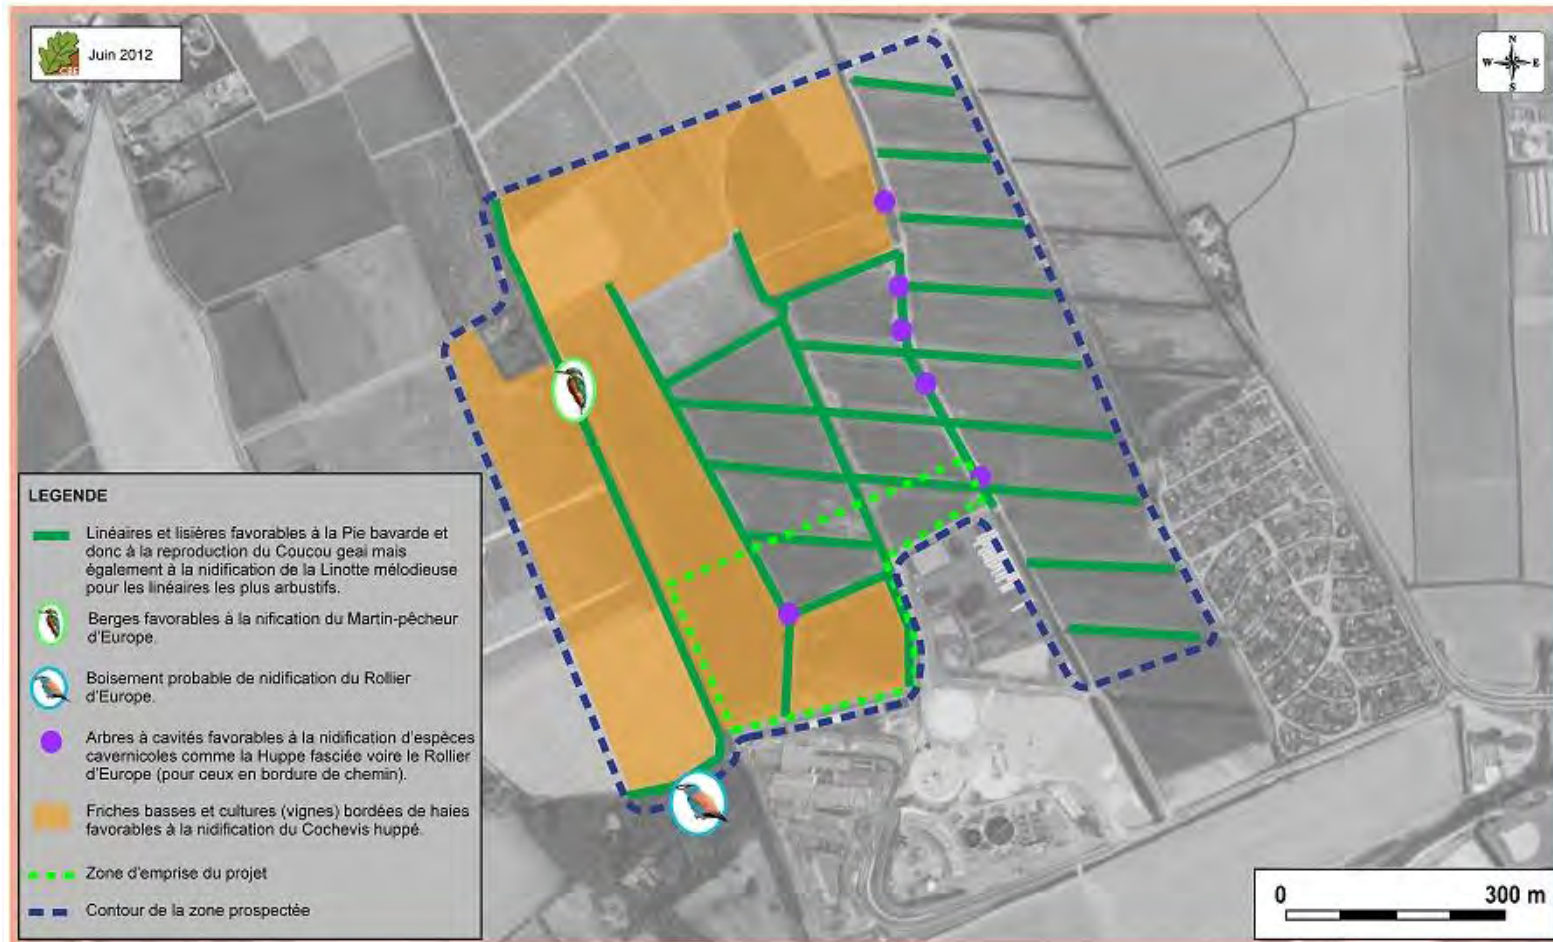 CBE
Juin 2012
N
W E
S
LEGENDE
Linéaires et lisières favorables à la Pie bavarde et
donc à la reproduction du Coucou geai mais
également à la nidification de la Linotte mélodieuse
pour les linéaires les plus arbustifs.
Berges favorables à la nification du Martin-pêcheur
d'Europe.
Boisement probable de nidification du Rollier
d'Europe.
Arbres à cavités favorables à la nidification d'espèces
cavernicoles comme la Huppe fasciée voire le Rollier
d'Europe (pour ceux en bordure de chemin).
Friches basses et cultures (vignes) bordées de haies
favorables à la nidification du Cochevis huppé.
Zone d'emprise du projet
Contour de la zone prospectée
0 300 m